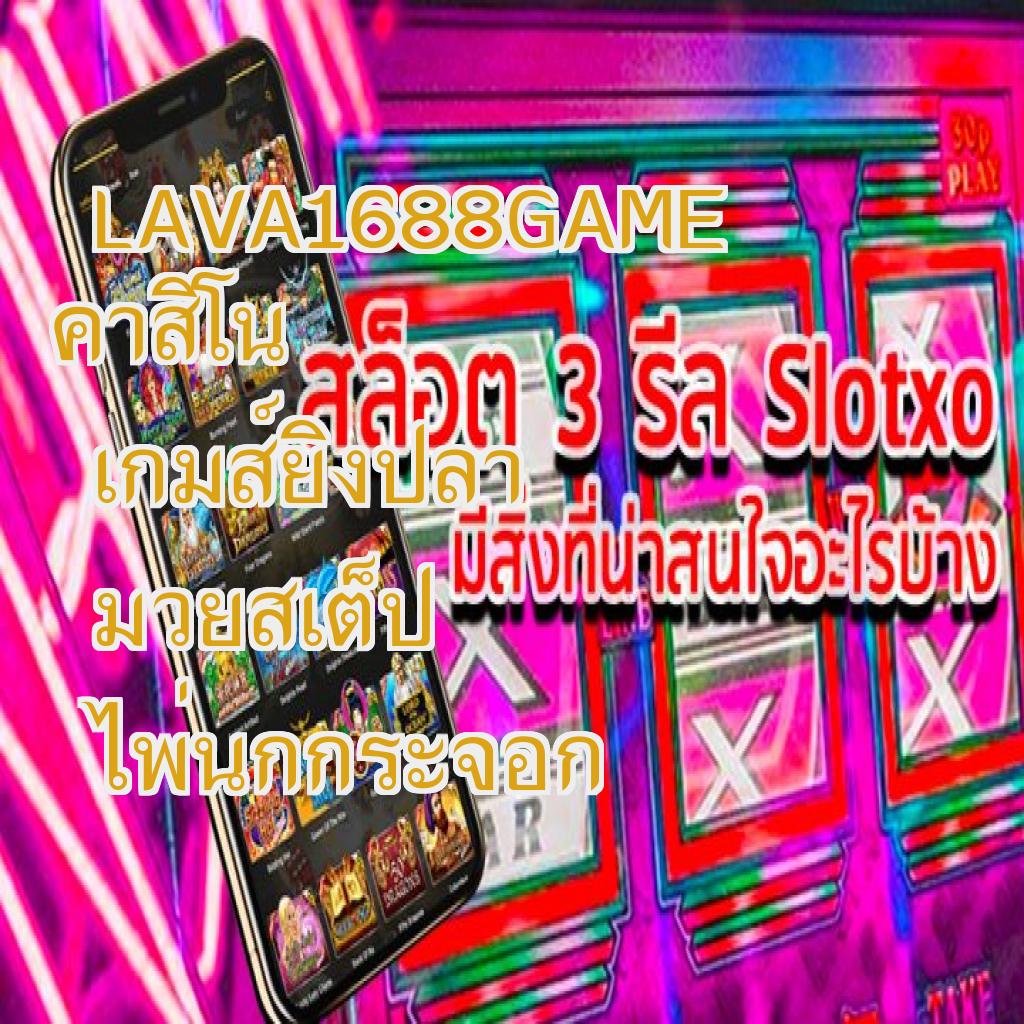 LAVA1688GAME
คาสิโน
สล็อต 3 รีล Slotxo
เกมส์ยิงปลา
มีสิ่งที่น่าสนใจอะไรบ้าง
มวยสเต็ป
ไพ่นกกระจอก
30p
PLAY
TAKE